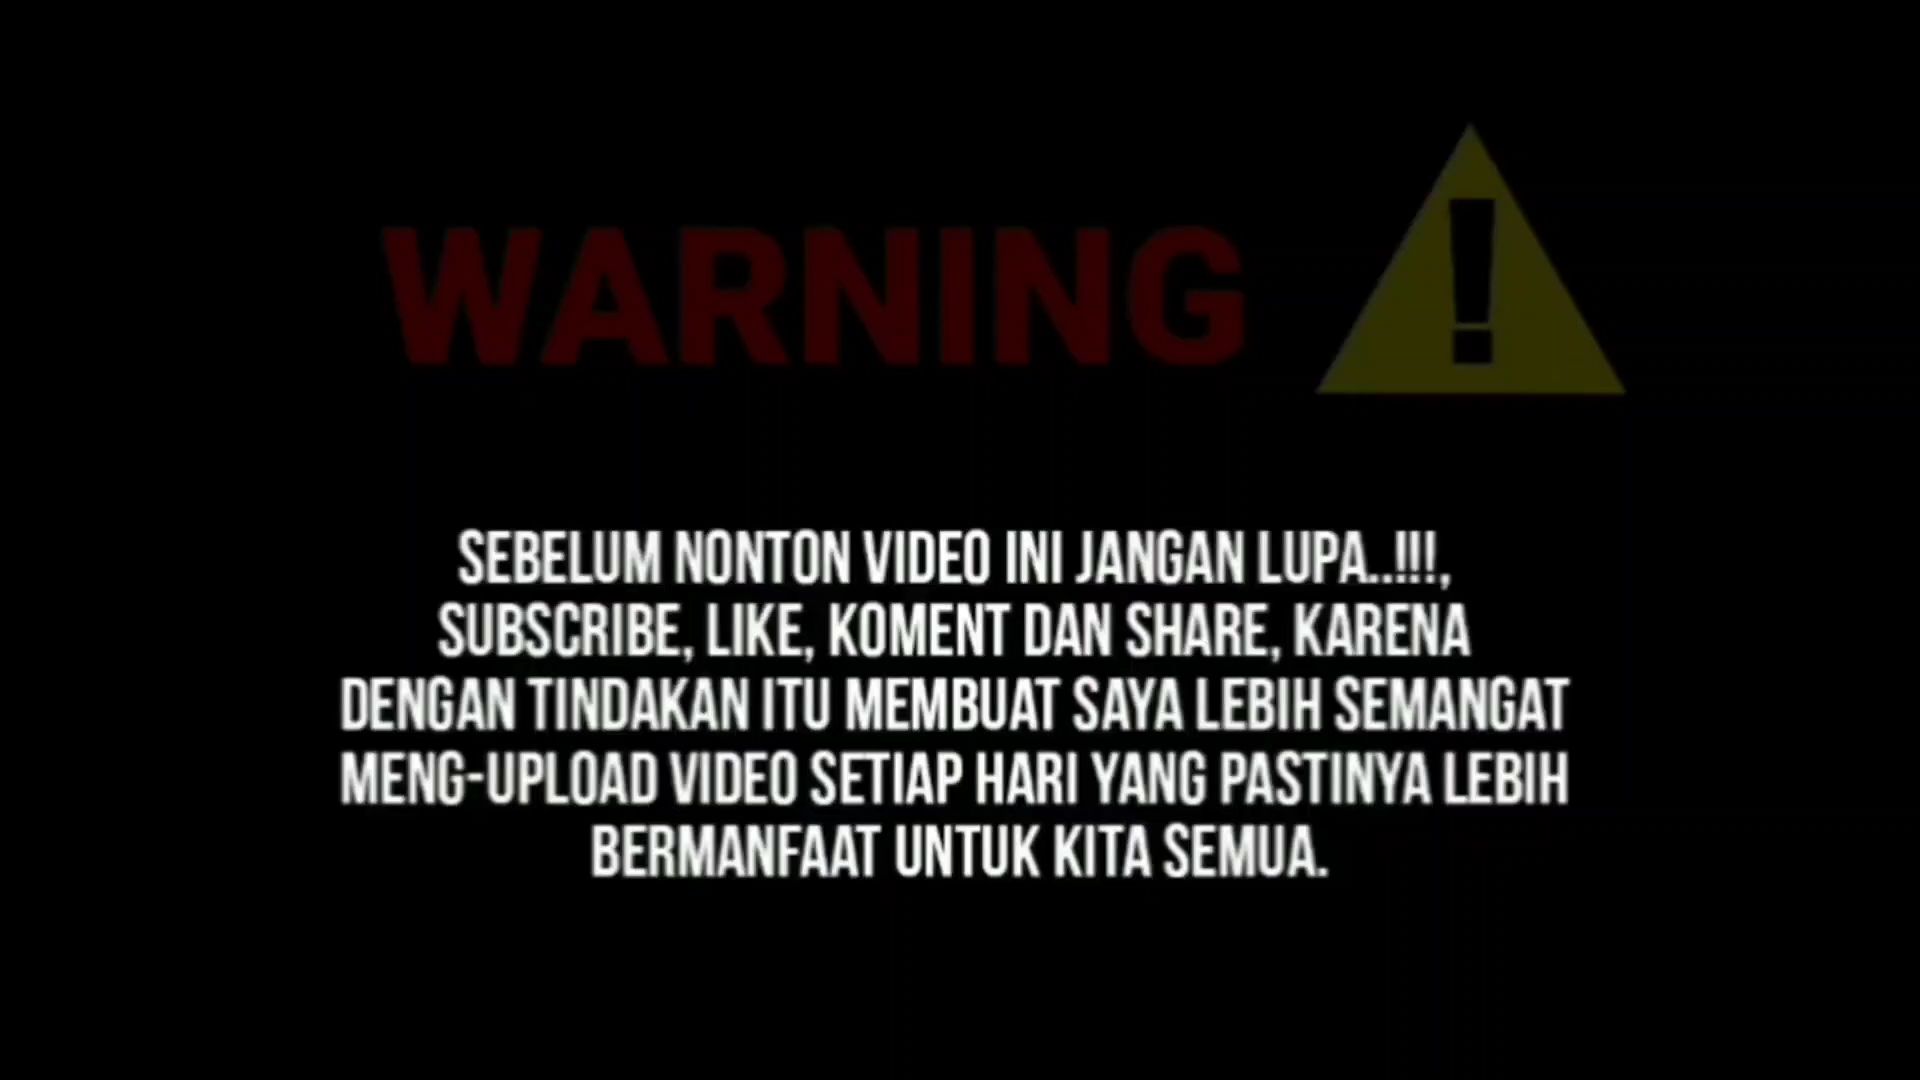 WARNING !
SEBELUM NONTON VIDEO INI JANGAN LUPA..!!!,
SUBSCRIBE, LIKE, KOMENT DAN SHARE, KARENA
DENGAN TINDAKAN ITU MEMBUAT SAYA LEBIH SEMANGAT
MENG-UPLOAD VIDEO SETIAP HARI YANG PASTINYA LEBIH
BERMANFAAT UNTUK KITA SEMUA.